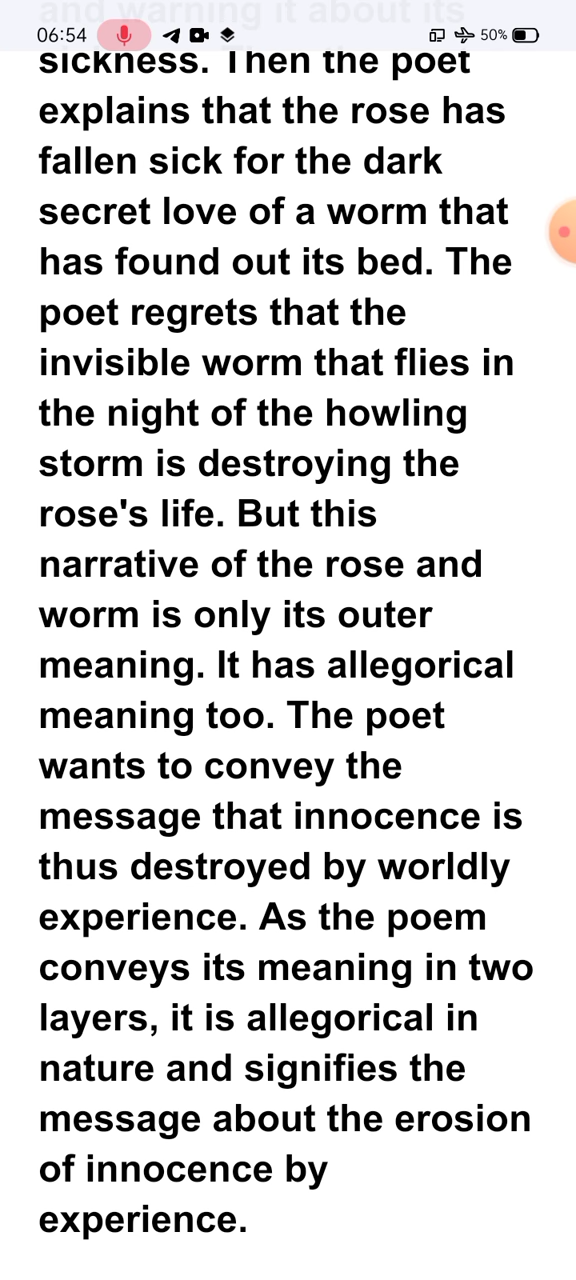 and warning it about its
06:54
50%
sickness. Then the poet
explains that the rose has
fallen sick for the dark
secret love of a worm that
has found out its bed. The
poet regrets that the
invisible worm that flies in
the night of the howling
storm is destroying the
rose's life. But this
narrative of the rose and
worm is only its outer
meaning. It has allegorical
meaning too. The poet
wants to convey the
message that innocence is
thus destroyed by worldly
experience. As the poem
conveys its meaning in two
layers, it is allegorical in
nature and signifies the
message about the erosion
of innocence by
experience.